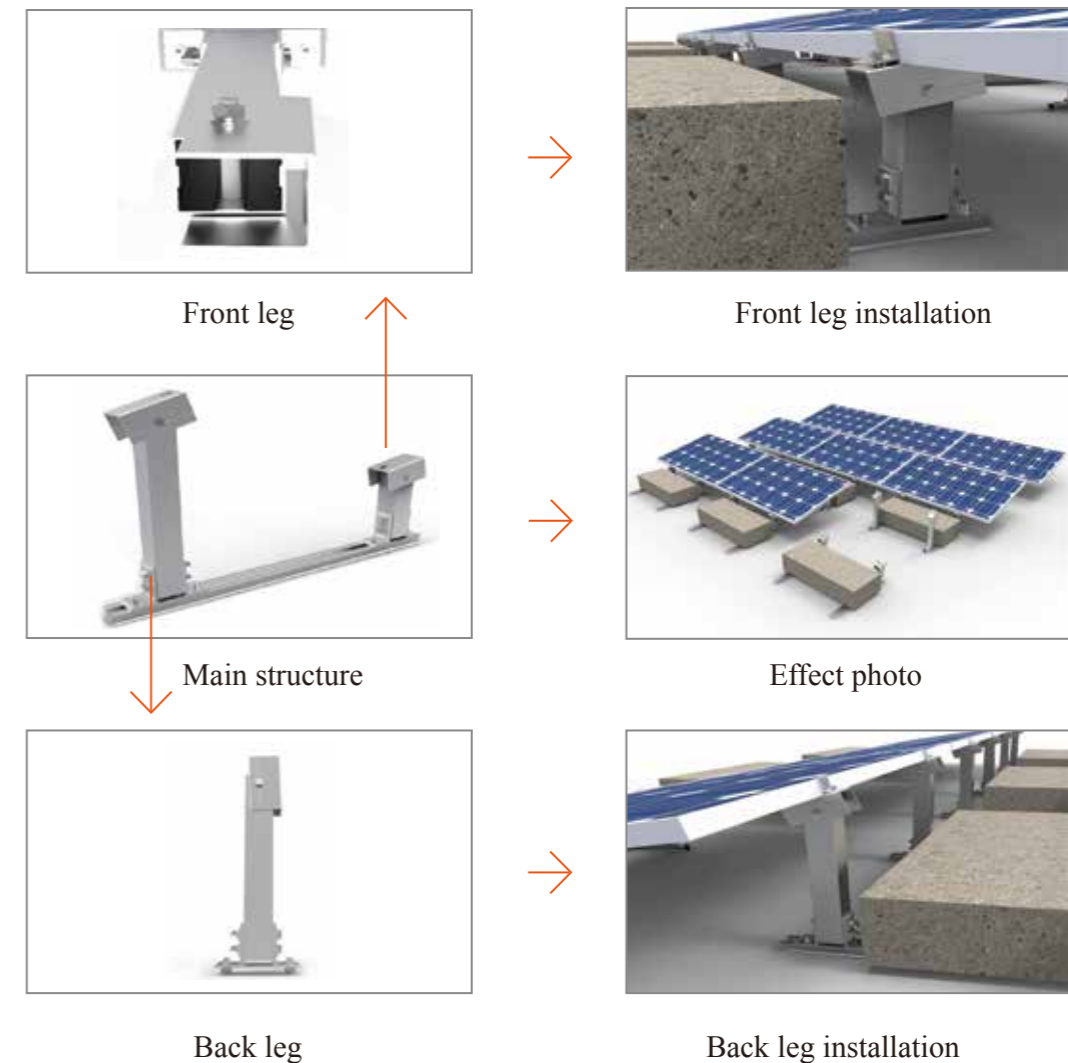 Front leg
Front leg installation
Main structure
Effect photo
Back leg
Back leg installation